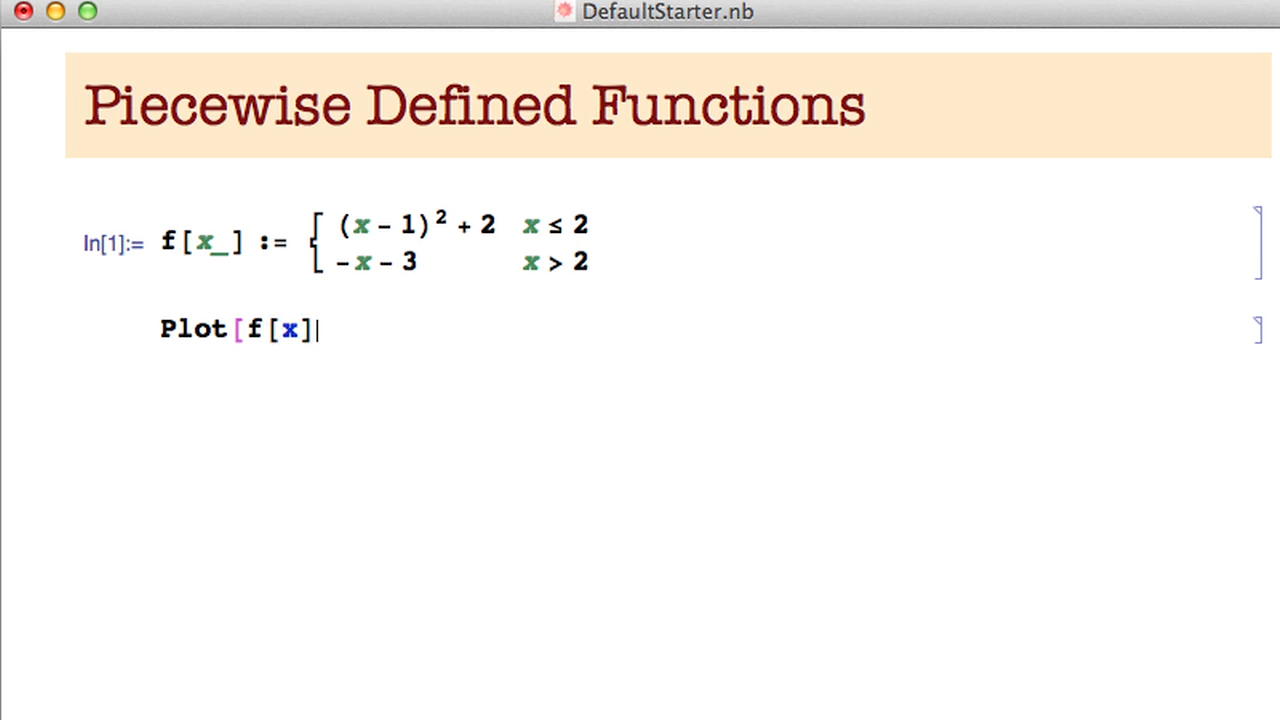 DefaultStarter.nb
Piecewise Defined Functions
In[1]:= f[x_] := { (x - 1)² + 2 x ≤ 2
- x - 3 x > 2
Plot[f[x]